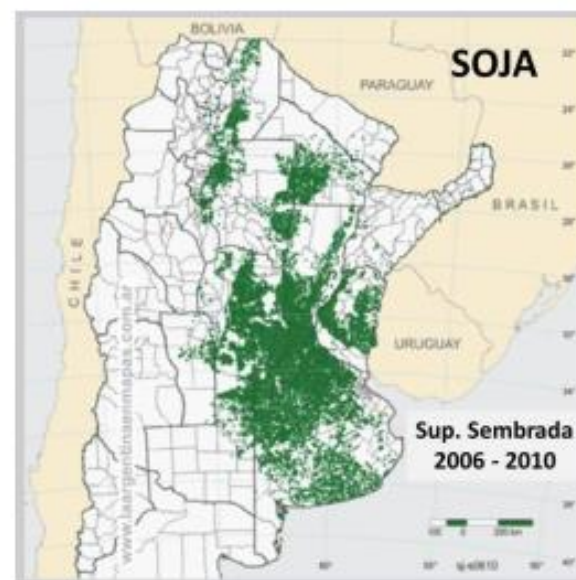 BOLIVIA
SOJA
PARAGUAY
BRASIL
CHILE
www.laargentinaenmapas.com.ar
URUGUAY
Sup. Sembrada
2006 - 2010